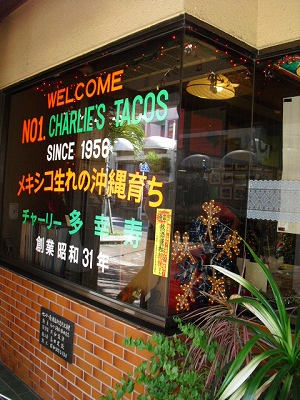 WELCOME
NO1. CHARLIE'S TACOS
SINCE 1956
メキシコ生れの沖縄育ち
チャーリー多幸寿
創業昭和31年